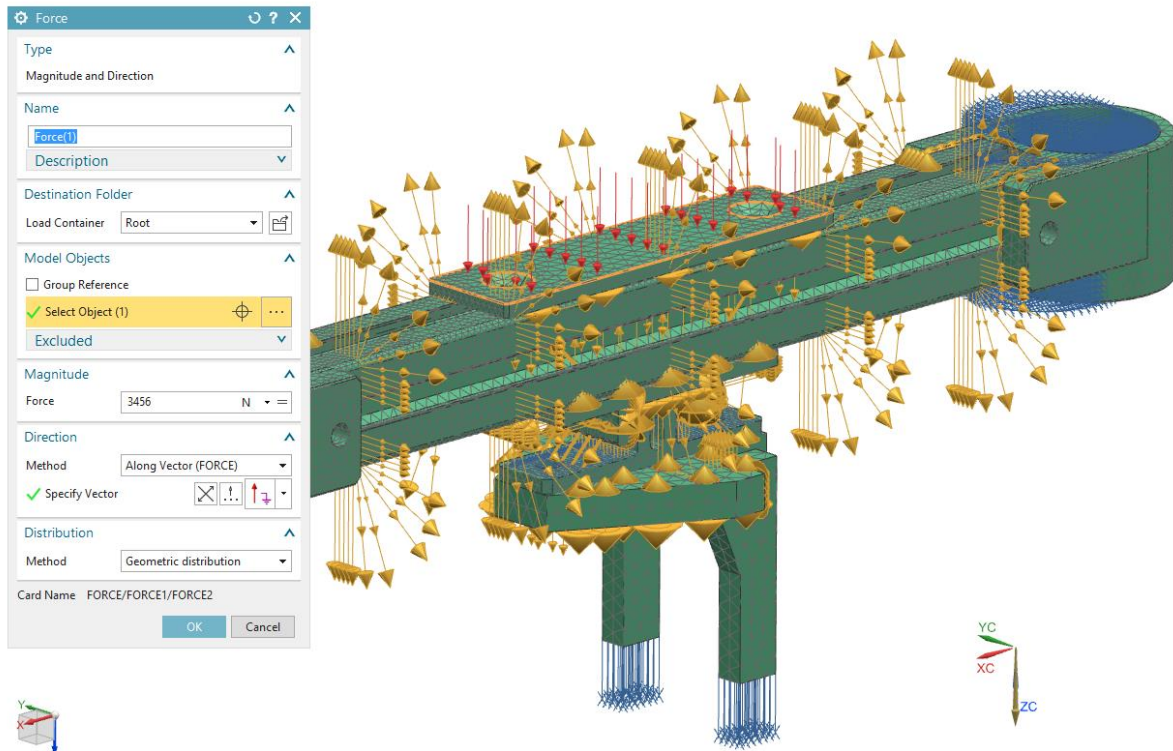 Force
Type
Magnitude and Direction
Name
Force(1)
Description
Destination Folder
Load Container Root
Model Objects
Group Reference
Select Object (1)
Excluded
Magnitude
Force 3456 N
Direction
Method Along Vector (FORCE)
Specify Vector
Distribution
Method Geometric distribution
Card Name FORCE/FORCE1/FORCE2
OK Cancel
YC
XC
ZC
Y
X